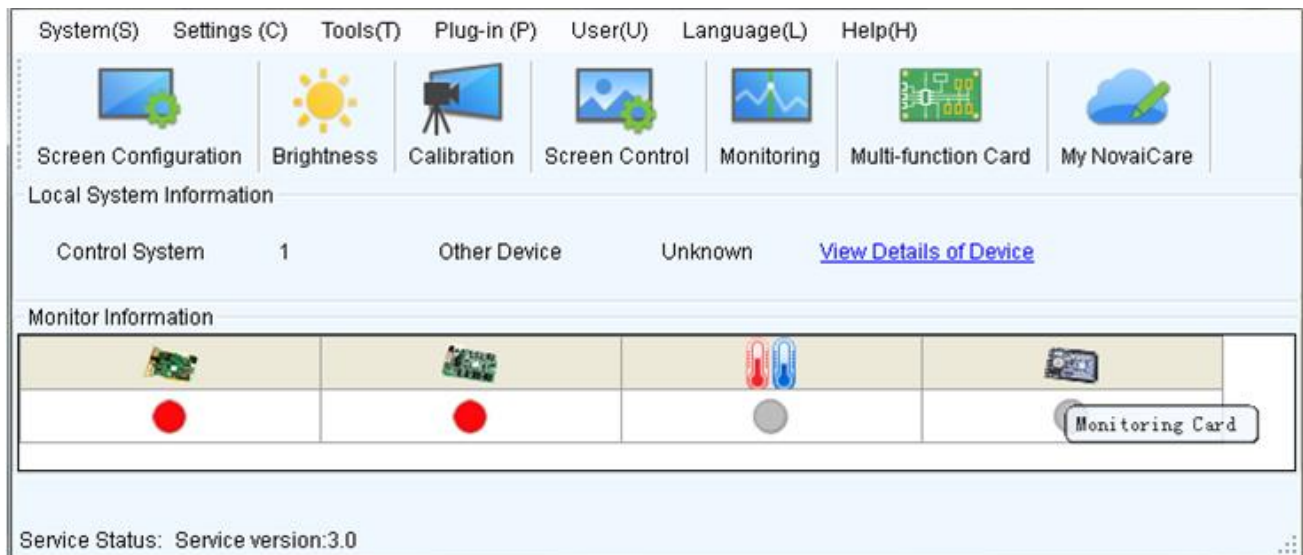 System(S) Settings (C) Tools(T) Plug-in (P) User(U) Language(L) Help(H)
Screen Configuration Brightness Calibration Screen Control Monitoring Multi-function Card My NovaiCare
Local System Information
Control System 1 Other Device Unknown View Details of Device
Monitor Information
Monitoring Card
Service Status: Service version:3.0